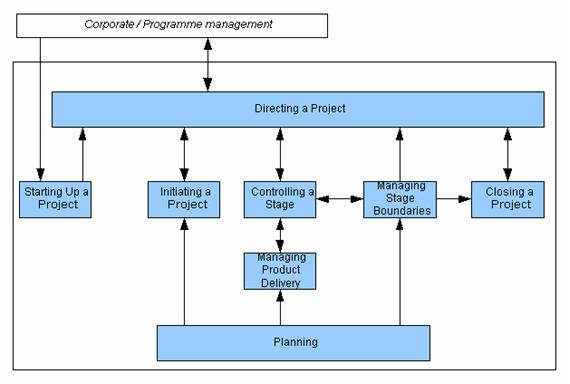 Corporate / Programme management
Directing a Project
Starting Up a
Project
Initiating a
Project
Controlling a
Stage
Managing
Stage
Boundaries
Closing a
Project
Managing
Product
Delivery
Planning